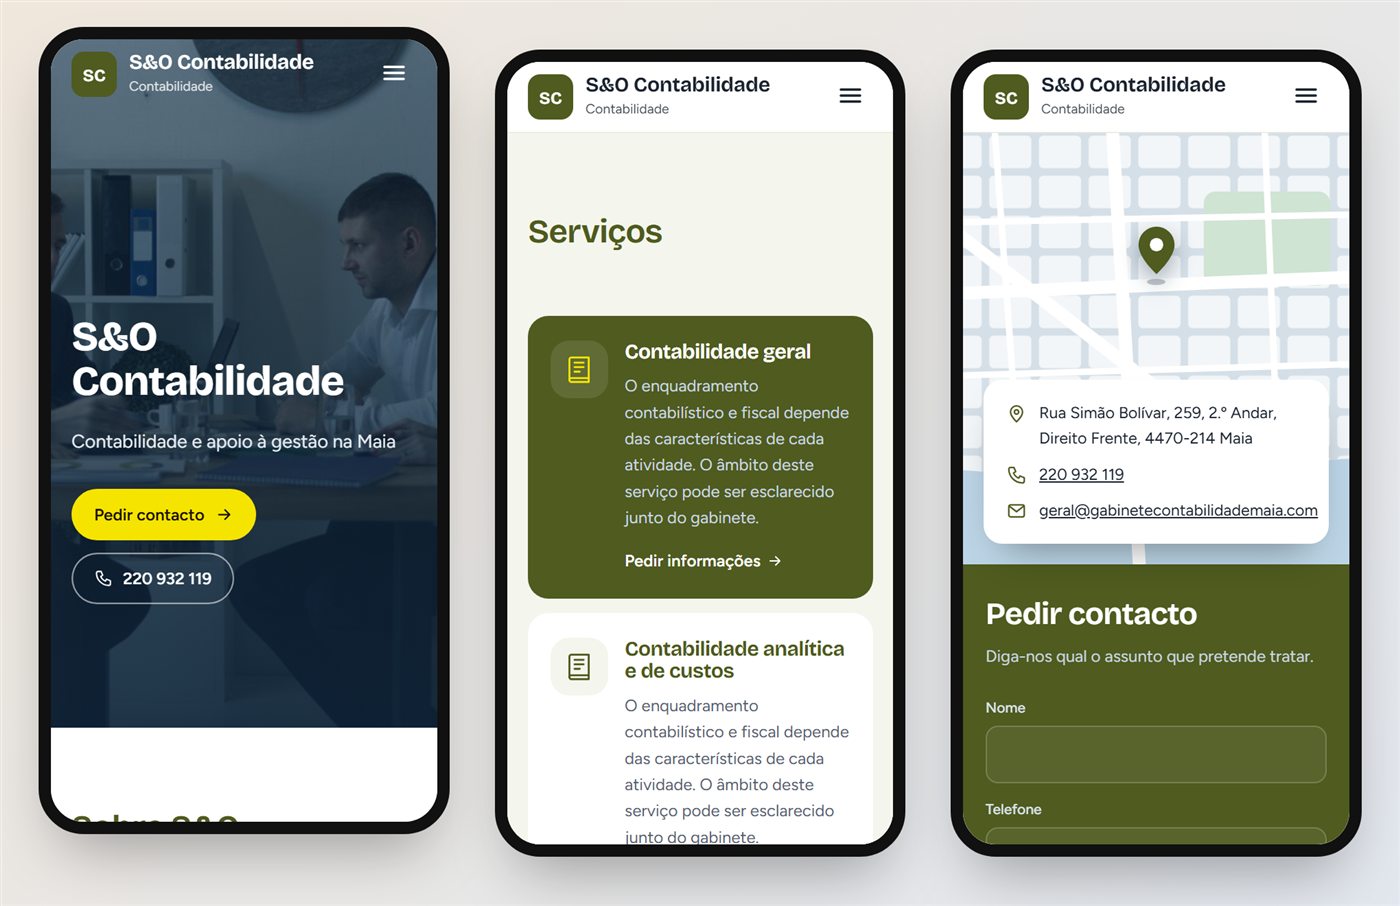 SC
S&O Contabilidade
Contabilidade
S&O
Contabilidade
Contabilidade e apoio à gestão na Maia
Pedir contacto
220 932 119
Sobre S&O
SC
S&O Contabilidade
Contabilidade
Serviços
Contabilidade geral
O enquadramento
contabilístico e fiscal depende
das características de cada
atividade. O âmbito deste
serviço pode ser esclarecido
junto do gabinete.
Pedir informações
Contabilidade analítica
e de custos
O enquadramento
contabilístico e fiscal depende
das características de cada
atividade. O âmbito deste
serviço pode ser esclarecido
junto do gabinete.
SC
S&O Contabilidade
Contabilidade
Rua Simão Bolívar, 259, 2.º Andar,
Direito Frente, 4470-214 Maia
220 932 119
geral@gabinetecontabilidademaia.com
Pedir contacto
Diga-nos qual o assunto que pretende tratar.
Nome
Telefone